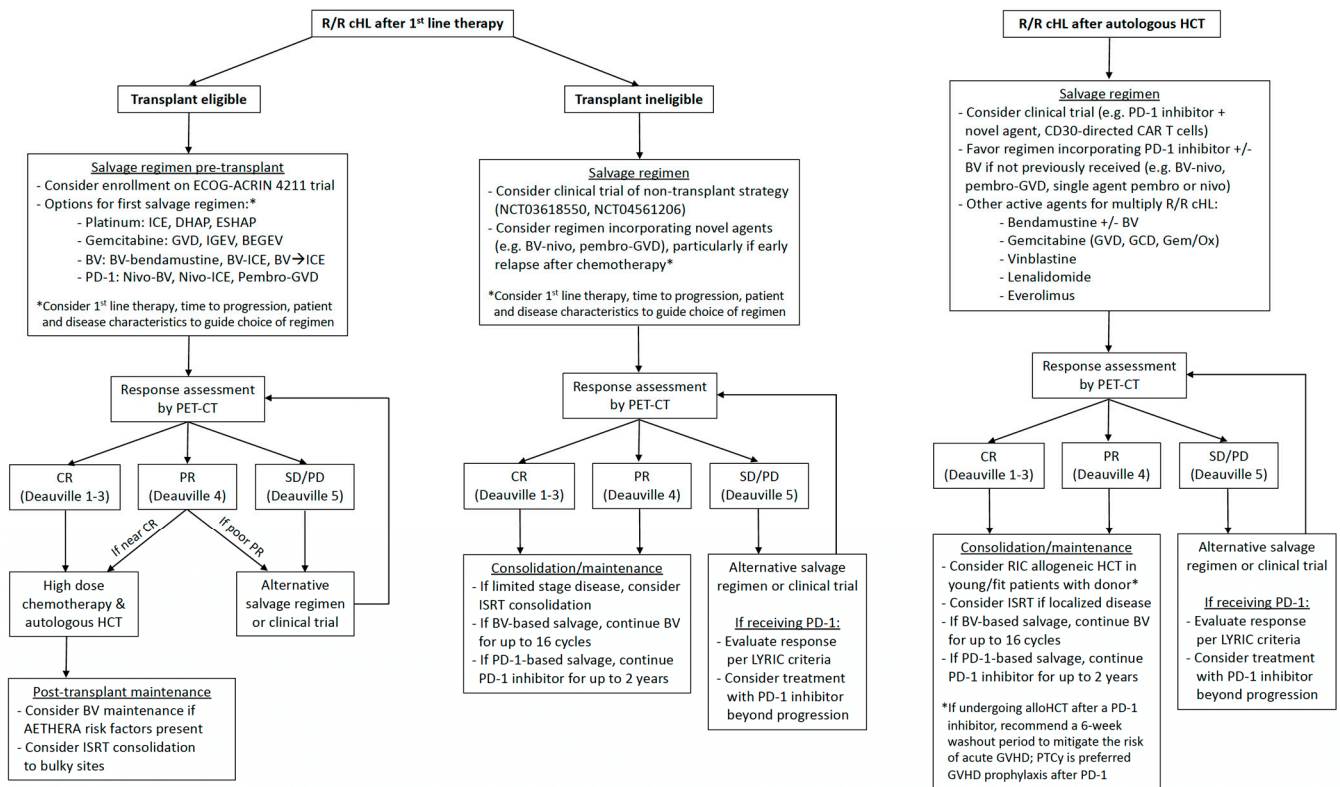 R/R cHL after 1st line therapy
Transplant eligible
Salvage regimen pre-transplant
- Consider enrollment on ECOG-ACRIN 4211 trial
- Options for first salvage regimen:*
- Platinum: ICE, DHAP, ESHAP
- Gemcitabine: GVD, IGEV, BEGEV
- BV: BV-bendamustine, BV-ICE, BV→ICE
- PD-1: Nivo-BV, Nivo-ICE, Pembro-GVD
*Consider 1st line therapy, time to progression, patient
and disease characteristics to guide choice of regimen
Response assessment
by PET-CT
CR
(Deauville 1-3)
PR
(Deauville 4)
SD/PD
(Deauville 5)
If near CR
If poor PR
High dose
chemotherapy &
autologous HCT
Alternative
salvage regimen
or clinical trial
Post-transplant maintenance
- Consider BV maintenance if
AETHERA risk factors present
- Consider ISRT consolidation
to bulky sites
Transplant ineligible
Salvage regimen
- Consider clinical trial of non-transplant strategy
(NCT03618550, NCT04561206)
- Consider regimen incorporating novel agents
(e.g. BV-nivo, pembro-GVD), particularly if early
relapse after chemotherapy*
*Consider 1st line therapy, time to progression, patient
and disease characteristics to guide choice of regimen
Response assessment
by PET-CT
CR
(Deauville 1-3)
PR
(Deauville 4)
SD/PD
(Deauville 5)
Consolidation/maintenance
- If limited stage disease, consider
ISRT consolidation
- If BV-based salvage, continue BV
for up to 16 cycles
- If PD-1-based salvage, continue
PD-1 inhibitor for up to 2 years
Alternative salvage
regimen or clinical trial
If receiving PD-1:
- Evaluate response
per LYRIC criteria
- Consider treatment
with PD-1 inhibitor
beyond progression
R/R cHL after autologous HCT
Salvage regimen
- Consider clinical trial (e.g. PD-1 inhibitor +
novel agent, CD30-directed CAR T cells)
- Favor regimen incorporating PD-1 inhibitor +/-
BV if not previously received (e.g. BV-nivo,
pembro-GVD, single agent pembro or nivo)
- Other active agents for multiply R/R cHL:
- Bendamustine +/- BV
- Gemcitabine (GVD, GCD, Gem/Ox)
- Vinblastine
- Lenalidomide
- Everolimus
Response assessment
by PET-CT
CR
(Deauville 1-3)
PR
(Deauville 4)
SD/PD
(Deauville 5)
Consolidation/maintenance
- Consider RIC allogeneic HCT in
young/fit patients with donor*
- Consider ISRT if localized disease
- If BV-based salvage, continue BV
for up to 16 cycles
- If PD-1-based salvage, continue
PD-1 inhibitor for up to 2 years
*If undergoing alloHCT after a PD-1
inhibitor, recommend a 6-week
washout period to mitigate the risk
of acute GVHD; PTCy is preferred
GVHD prophylaxis after PD-1
Alternative salvage
regimen or clinical trial
If receiving PD-1:
- Evaluate response
per LYRIC criteria
- Consider treatment
with PD-1 inhibitor
beyond progression